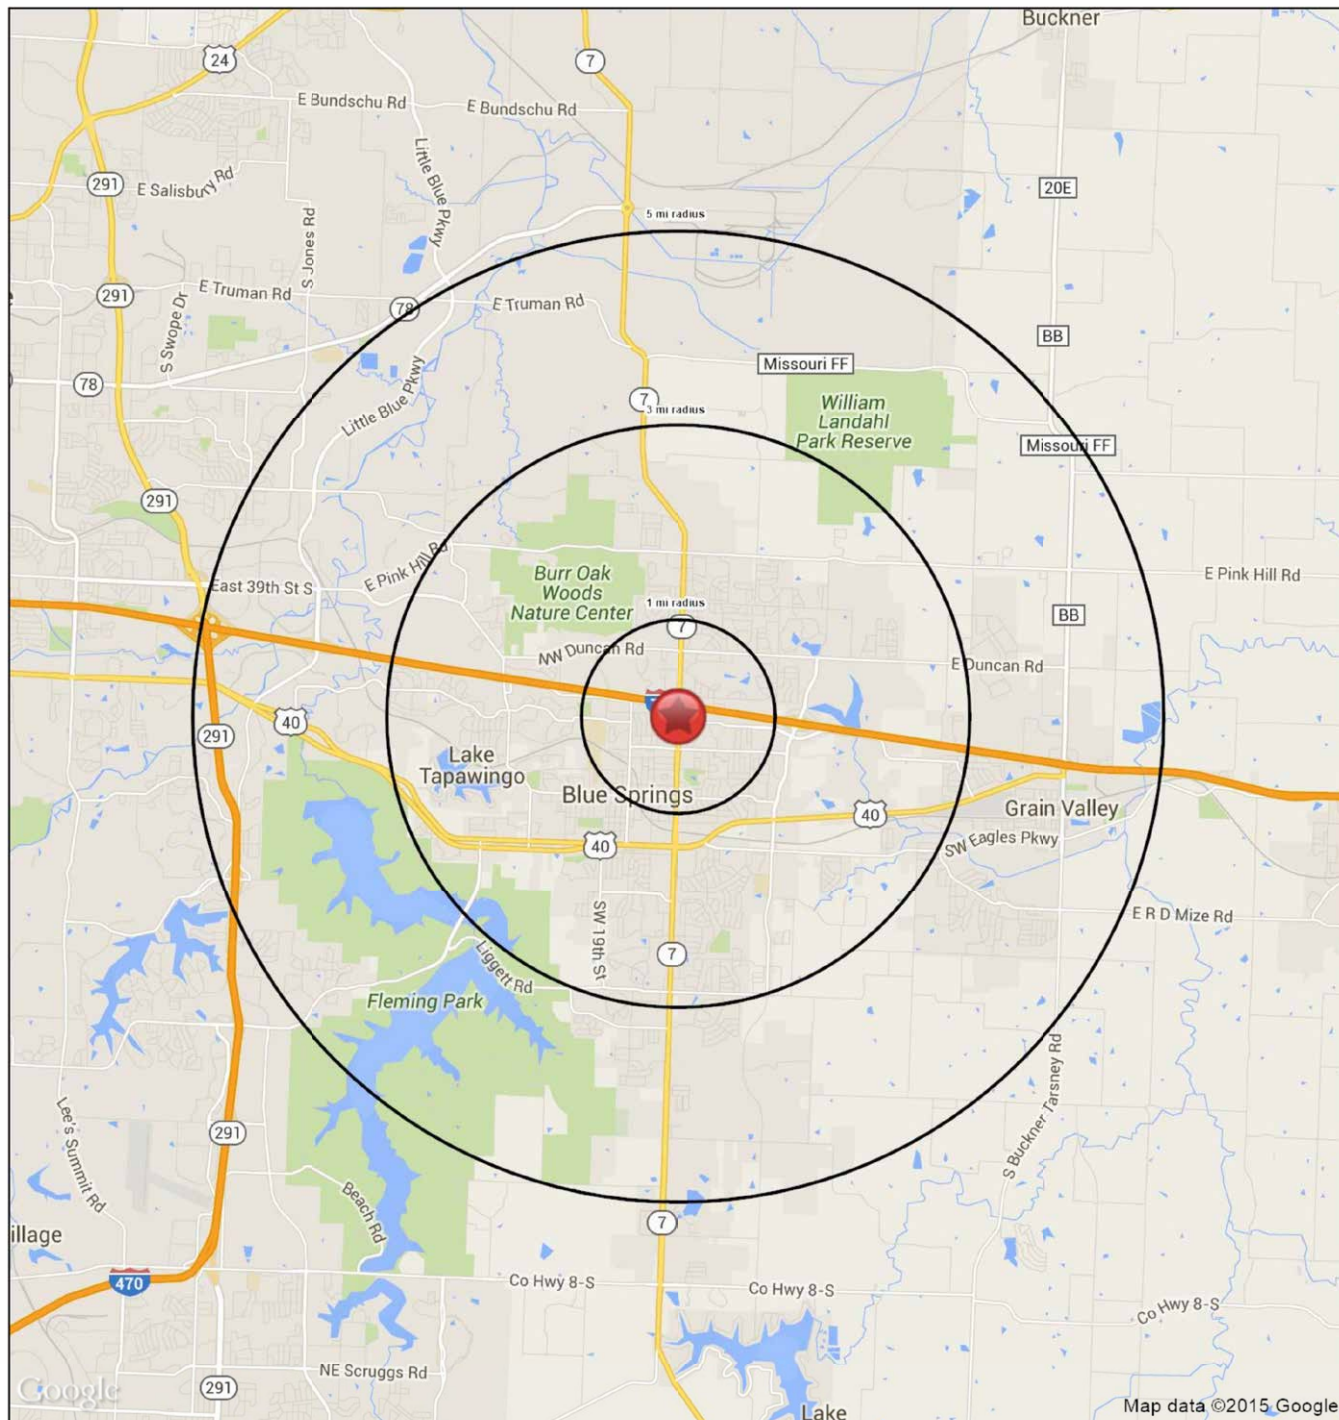 Buckner
24
7
E Bundschu Rd
E Bundschu Rd
Little Blue Pkwy
291
E Salisbury Rd
20E
5 mi radius
S Jones Rd
291
E Truman Rd
78
E Truman Rd
S Swope Dr
BB
Missouri FF
78
Little Blue Pkwy
7
3 mi radius
William
Landahl
Park Reserve
Missouri FF
291
E Pink Hill Rd
East 39th St S
Burr Oak
Woods
Nature Center
E Pink Hill Rd
1 mi radius
7
BB
NW Duncan Rd
E Duncan Rd
40
291
Lake
Tapawingo
Blue Springs
40
Grain Valley
40
SW Eagles Pkwy
E R D Mize Rd
SW 19th St
7
Liggett Rd
Fleming Park
S Buckner Tarsney Rd
Lee's Summit Rd
291
Beach Rd
7
illage
470
Co Hwy 8-S
Co Hwy 8-S
Co Hwy 8-S
NE Scruggs Rd
Google
291
Lake
Map data ©2015 Google